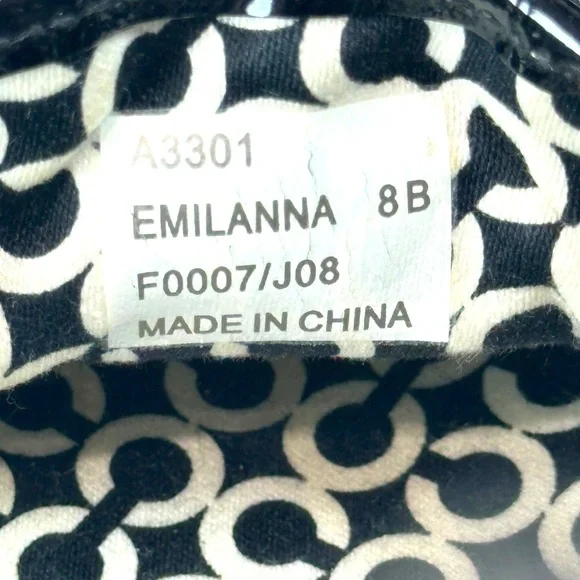 A3301
EMILANNA 8B
F0007/J08
MADE IN CHINA